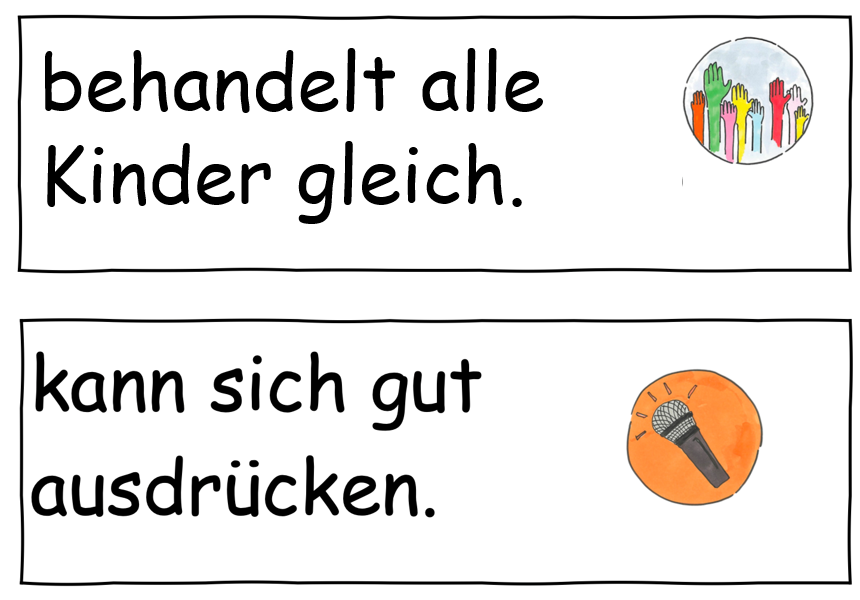 behandelt alle
Kinder gleich.
kann sich gut
ausdrücken.